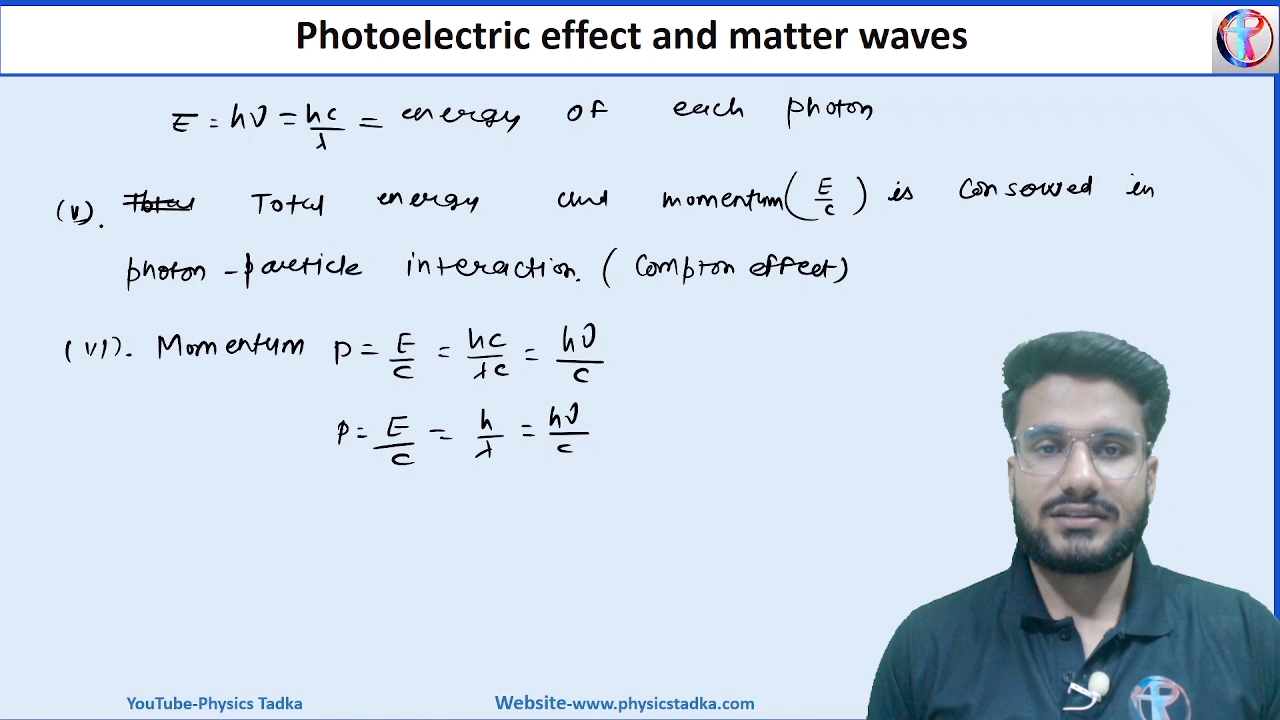 Photoelectric effect and matter waves
E = hν = hc/λ = energy of each photon
(v). Total energy and momentum (E/c) is conserved in
photon - particle interaction. (Compton effect)
(VI). Momentum P = E/c = hc/λc = hν/c
P = E/c = h/λ = hν/c
YouTube-Physics Tadka Website-www.physicstadka.com